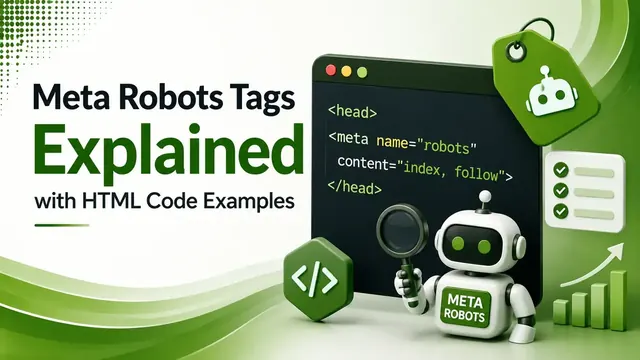 Meta Robots Tags
Explained
with HTML Code Examples
<head>
<meta name="robots"
content="index, follow">
</head>
</>
META
ROBOTS